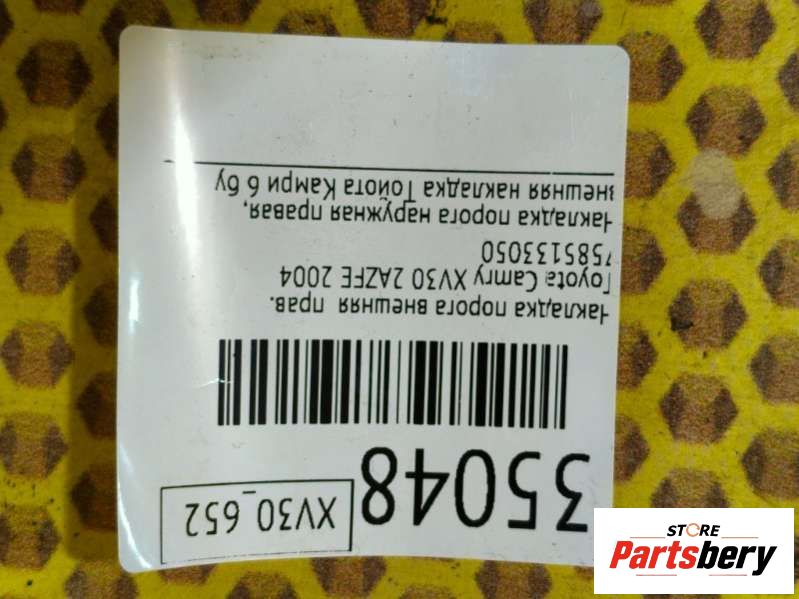 35048
XV30_652
Накладка порога внешняя прав.
Toyota Camry XV30 2AZFE 2004
7585133050
Накладка порога наружная правая,
внешняя накладка Тойота Камри б бу
STORE
Partsbery